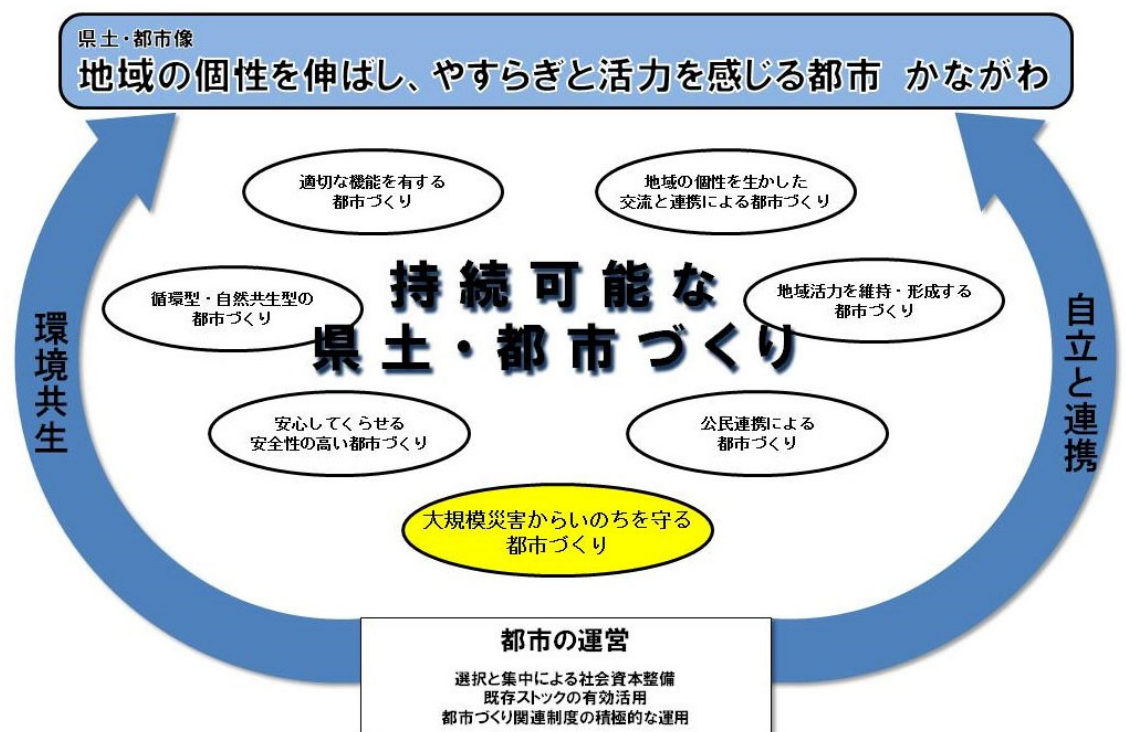 県土・都市像
地域の個性を伸ばし、やすらぎと活力を感じる都市 かながわ
適切な機能を有する
都市づくり
地域の個性を生かした
交流と連携による都市づくり
持続可能な
県土・都市づくり
循環型・自然共生型の
都市づくり
地域活力を維持・形成する
都市づくり
環境共生
自立と連携
安心してくらせる
安全性の高い都市づくり
公民連携による
都市づくり
大規模災害からいのちを守る
都市づくり
都市の運営
選択と集中による社会資本整備
既存ストックの有効活用
都市づくり関連制度の積極的な運用